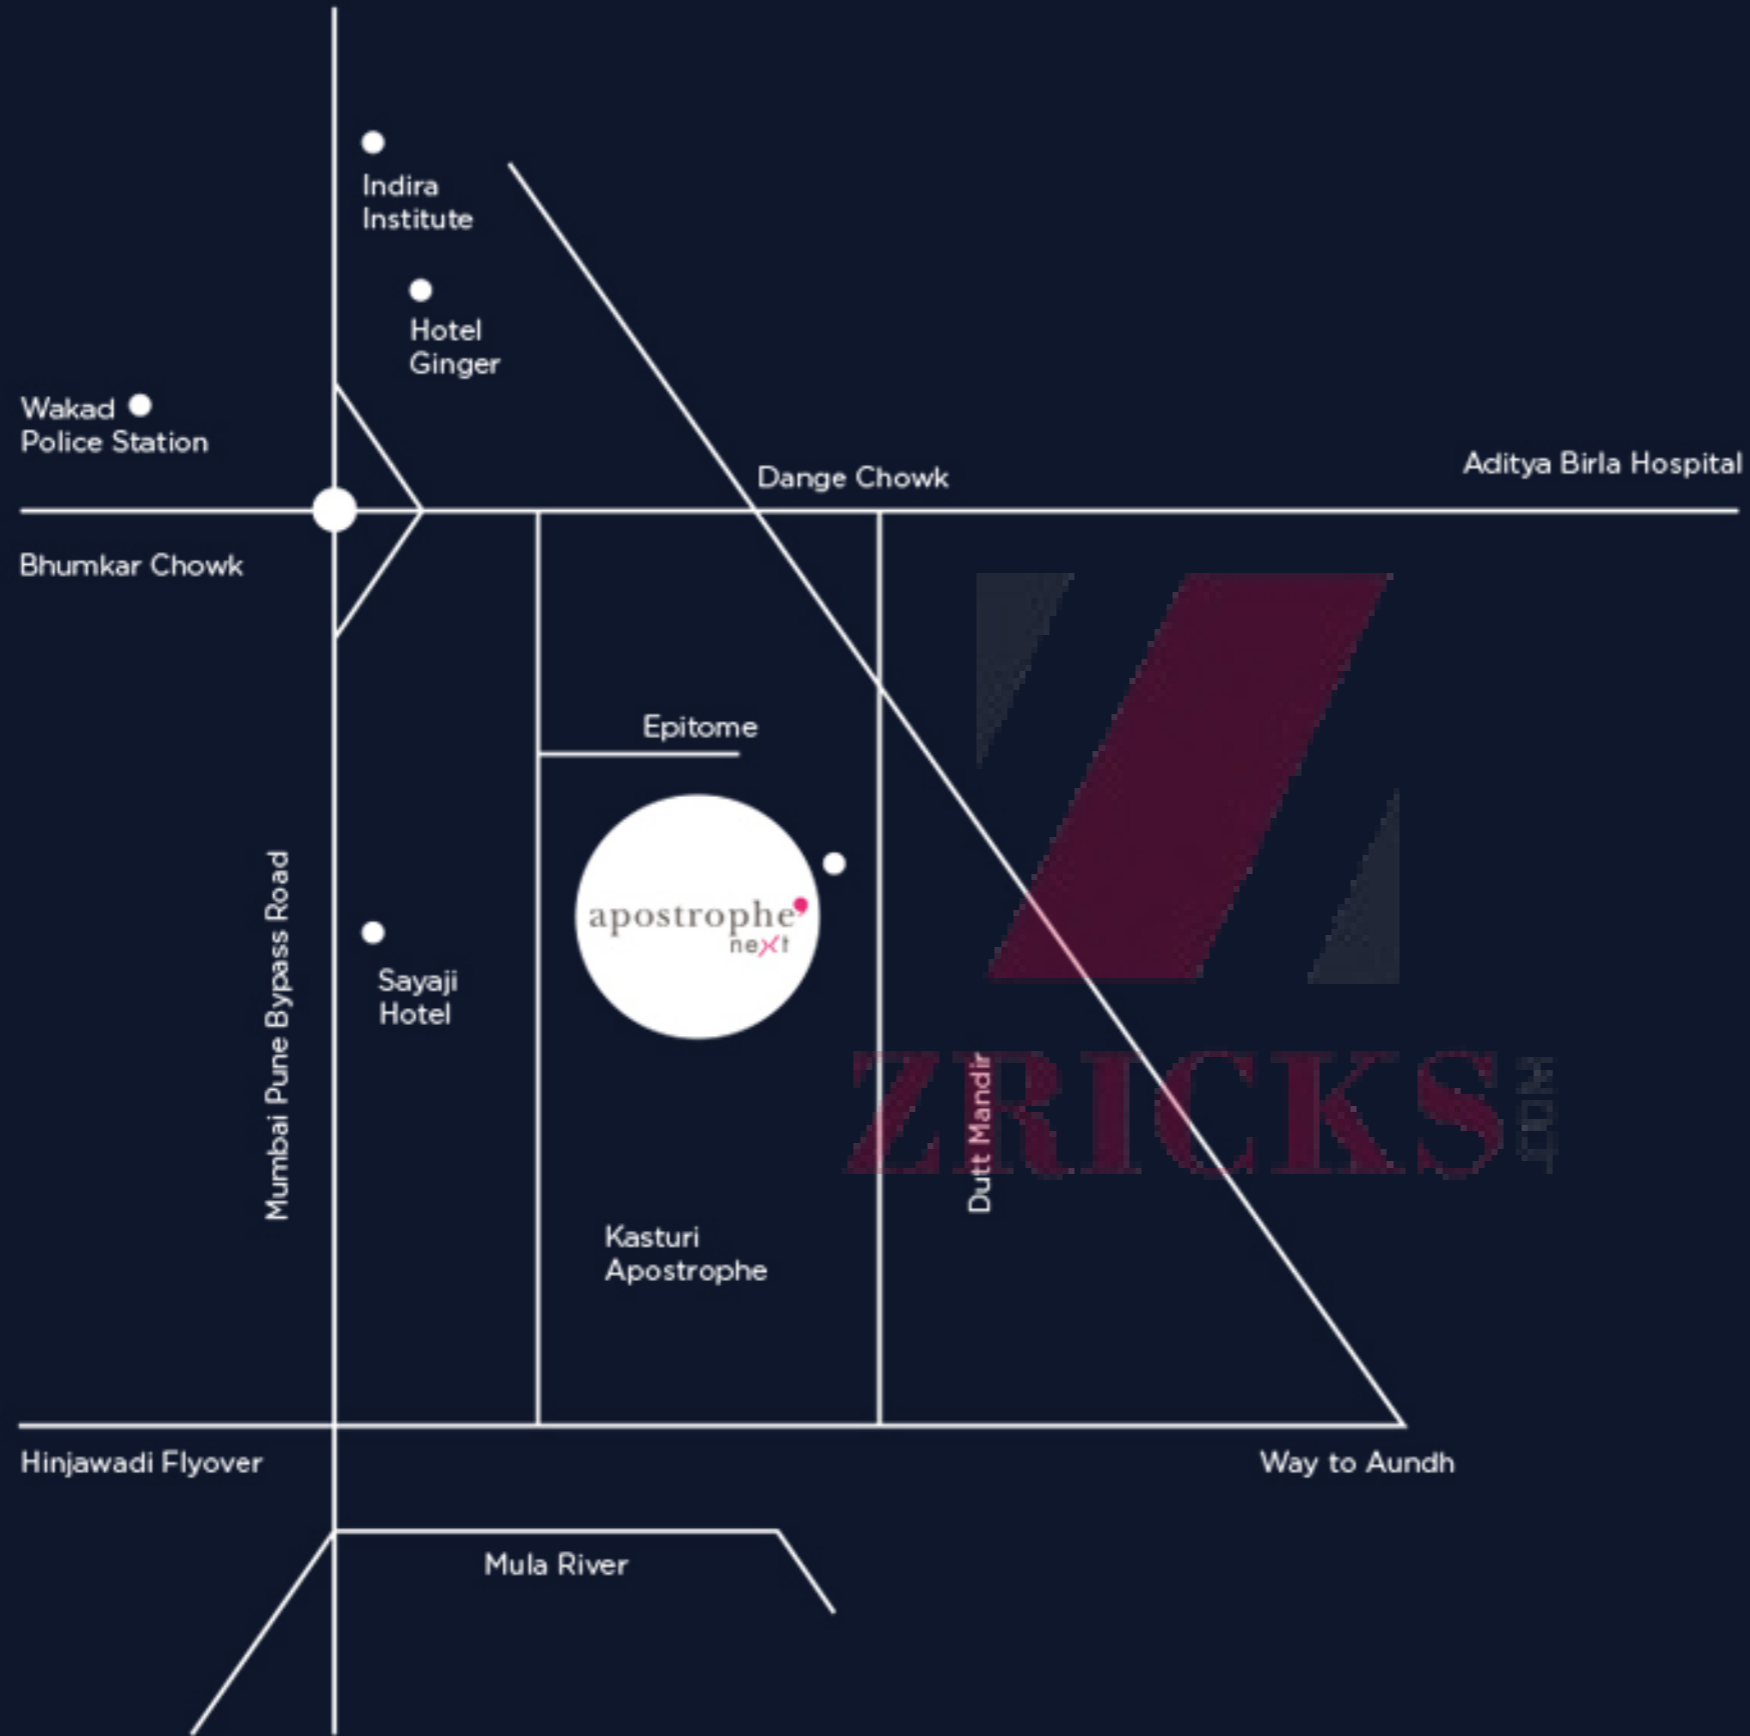 Indira
Institute
Hotel
Ginger
Wakad
Police Station
Dange Chowk
Aditya Birla Hospital
Bhumkar Chowk
Epitome
apostrophe'
next
Mumbai Pune Bypass Road
Sayaji
Hotel
Dutt Mandir
ZRICKS
.COM
Kasturi
Apostrophe
Hinjawadi Flyover
Way to Aundh
Mula River